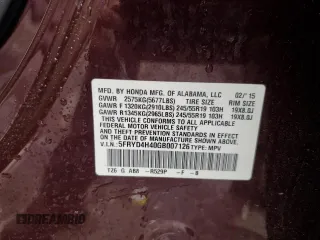 MFD. BY HONDA MFG. OF ALABAMA, LLC 02/ 15
GVWR 2575KG(5677LBS) TIRE SIZE RIM SIZE
GAWR F 1320KG(2910LBS) 245/55R19 103H 19X8.0J
GAWR R 1345KG(2965LBS) 245/55R19 103H 19X8.0J
THIS VEHICLE CONFORMS TO ALL APPLICABLE
FEDERAL MOTOR VEHICLE SAFETY AND
THEFT PREVENTION STANDARDS IN EFFECT ON
THE DATE OF MANUFACTURE SHOWN ABOVE.
V.I.N.: 5FRYD4H40GB007126 TYPE: MPV
TZ6 G AB8 - R529P - F - B